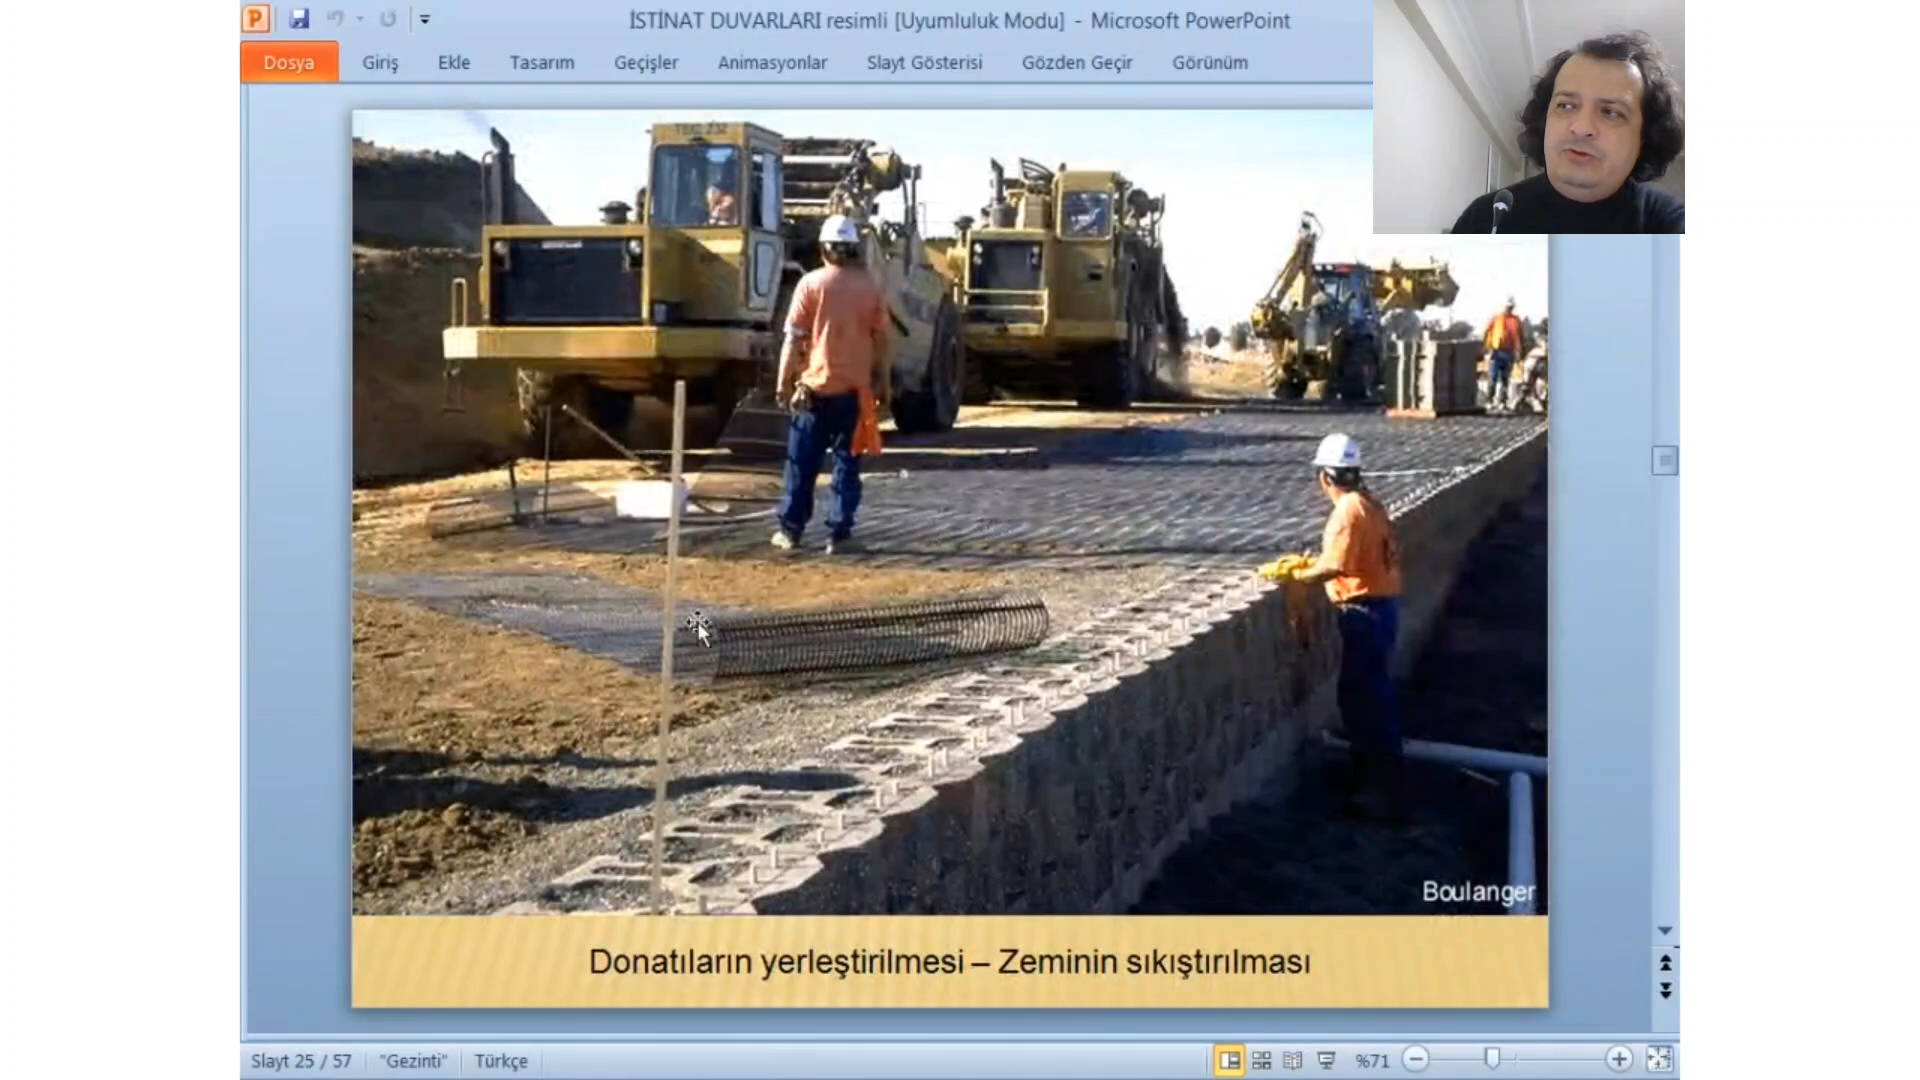 İSTİNAT DUVARLARI resimli [Uyumluluk Modu] - Microsoft PowerPoint
Dosya Giriş Ekle Tasarım Geçişler Animasyonlar Slayt Gösterisi Gözden Geçir Görünüm
Boulanger
Donatıların yerleştirilmesi – Zeminin sıkıştırılması
Slayt 25 / 57 "Gezinti" Türkçe %71